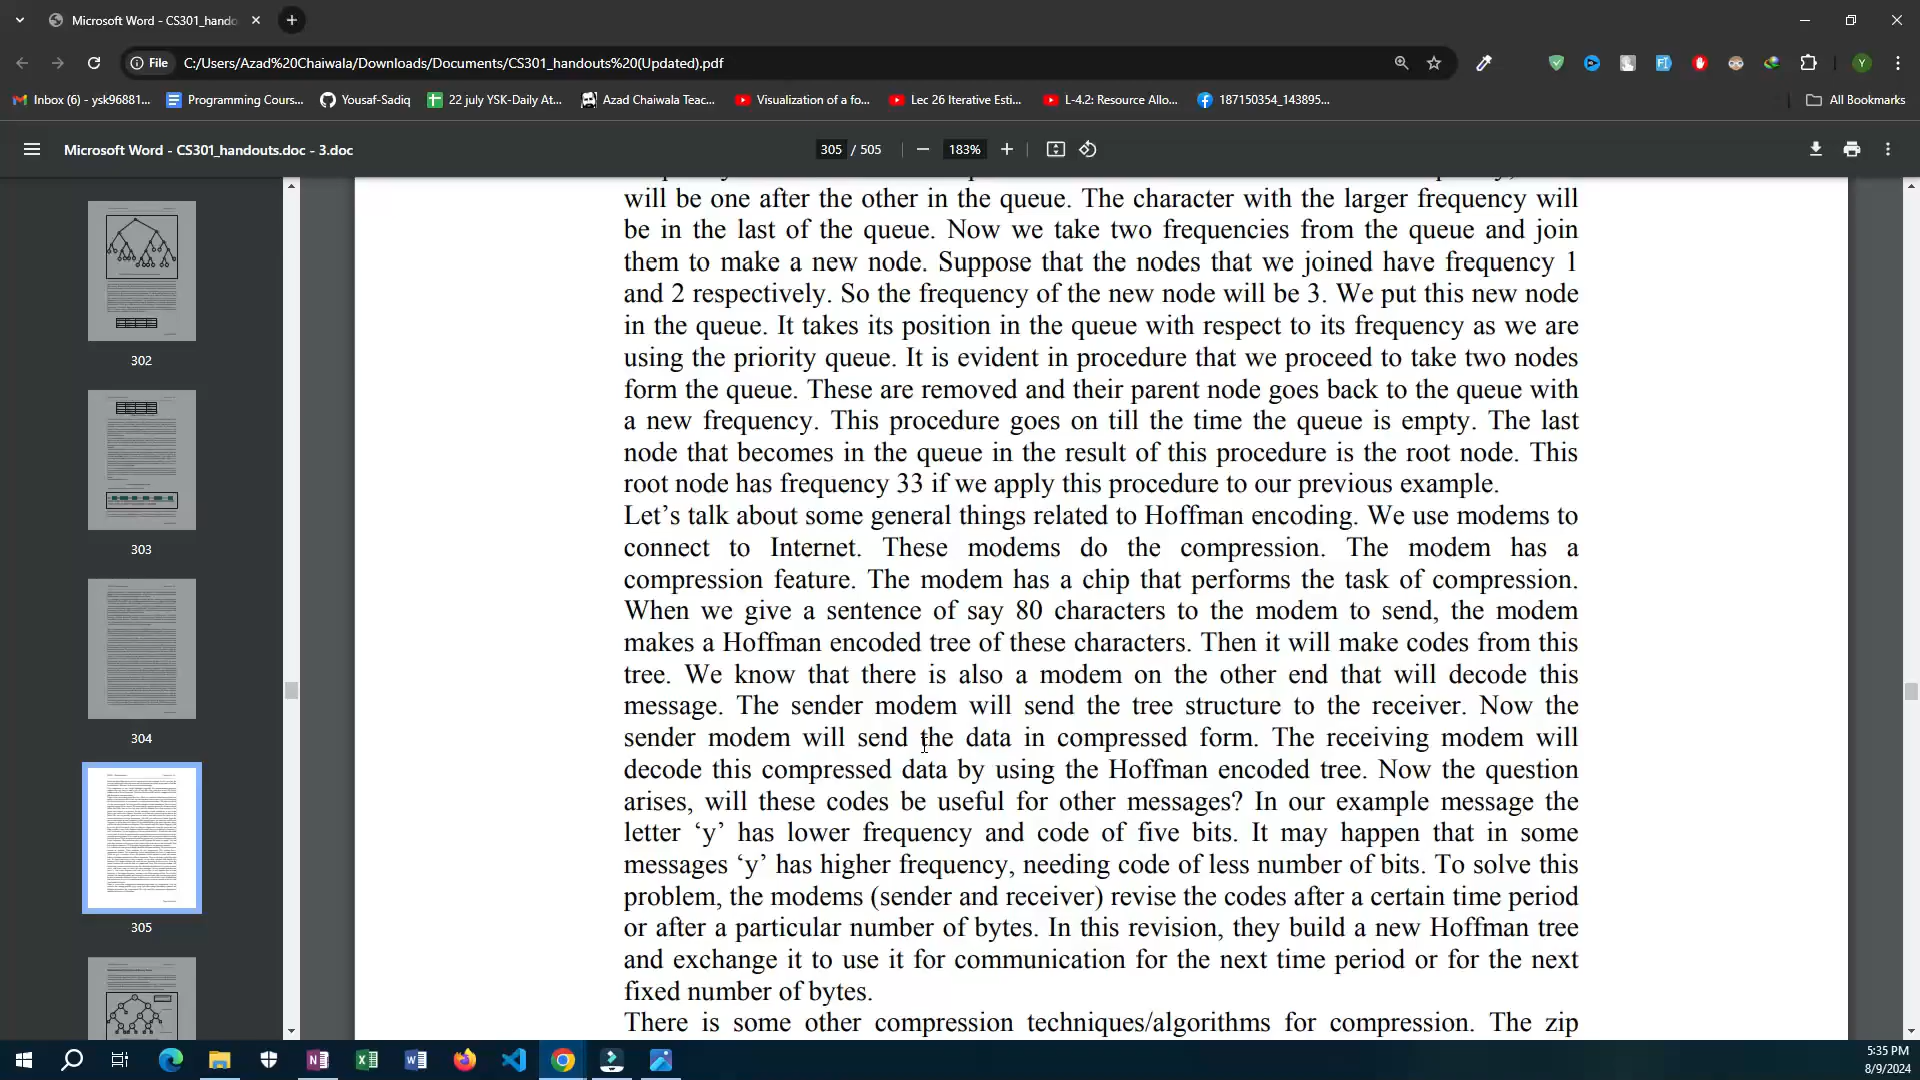 Microsoft Word - CS301_hando
File
C:/Users/Azad%20Chaiwala/Downloads/Documents/CS301_handouts%20(Updated).pdf
Y
Inbox (6) - ysk96881...
Programming Cours...
Yousaf-Sadiq
22 july YSK-Daily At...
Azad Chaiwala Teac...
Visualization of a fo...
Lec 26 Iterative Esti...
L-4.2: Resource Allo...
187150354_143895...
All Bookmarks
Microsoft Word - CS301_handouts.doc - 3.doc
305 / 505
183%
302
303
304
305
will be one after the other in the queue. The character with the larger frequency will
be in the last of the queue. Now we take two frequencies from the queue and join
them to make a new node. Suppose that the nodes that we joined have frequency 1
and 2 respectively. So the frequency of the new node will be 3. We put this new node
in the queue. It takes its position in the queue with respect to its frequency as we are
using the priority queue. It is evident in procedure that we proceed to take two nodes
form the queue. These are removed and their parent node goes back to the queue with
a new frequency. This procedure goes on till the time the queue is empty. The last
node that becomes in the queue in the result of this procedure is the root node. This
root node has frequency 33 if we apply this procedure to our previous example.
Let’s talk about some general things related to Hoffman encoding. We use modems to
connect to Internet. These modems do the compression. The modem has a
compression feature. The modem has a chip that performs the task of compression.
When we give a sentence of say 80 characters to the modem to send, the modem
makes a Hoffman encoded tree of these characters. Then it will make codes from this
tree. We know that there is also a modem on the other end that will decode this
message. The sender modem will send the tree structure to the receiver. Now the
sender modem will send the data in compressed form. The receiving modem will
decode this compressed data by using the Hoffman encoded tree. Now the question
arises, will these codes be useful for other messages? In our example message the
letter ‘y’ has lower frequency and code of five bits. It may happen that in some
messages ‘y’ has higher frequency, needing code of less number of bits. To solve this
problem, the modems (sender and receiver) revise the codes after a certain time period
or after a particular number of bytes. In this revision, they build a new Hoffman tree
and exchange it to use it for communication for the next time period or for the next
fixed number of bytes.
There is some other compression techniques/algorithms for compression. The zip
5:35 PM
8/9/2024